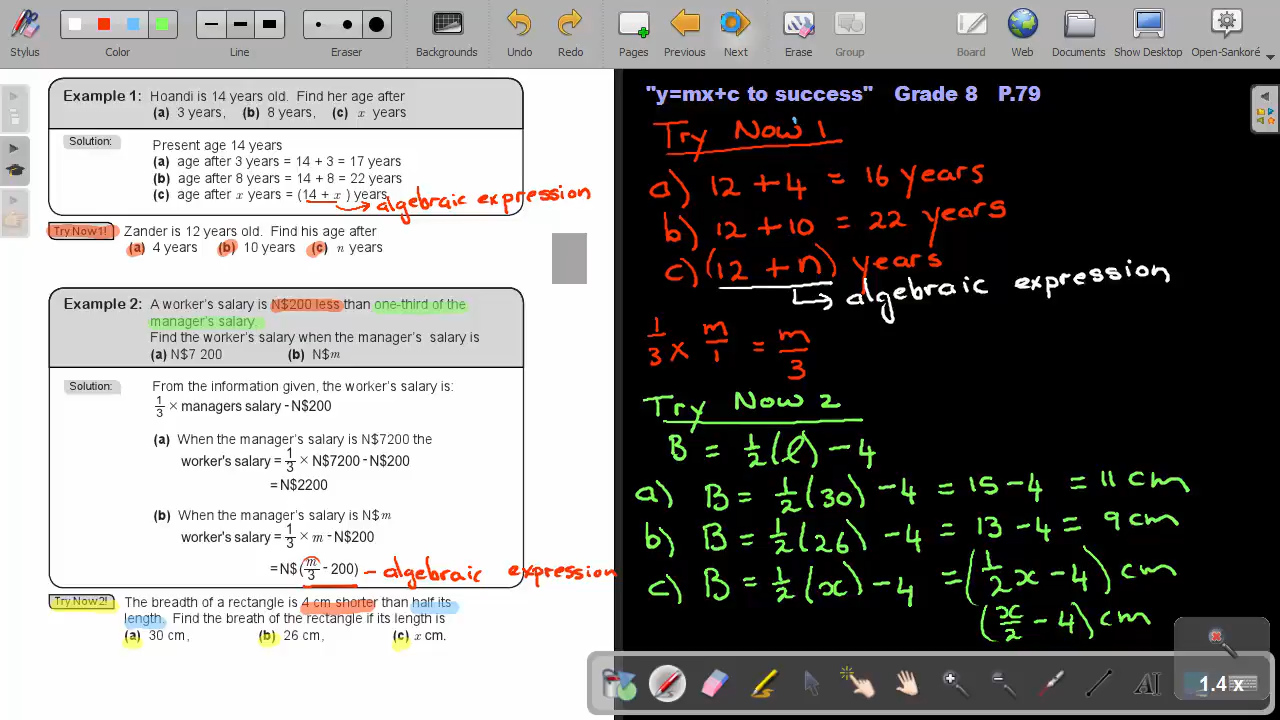 Stylus Color Line Eraser Backgrounds Undo Redo Pages Previous Next Erase Group Board Web Documents Show Desktop Open-Sankoré
Example 1: Hoandi is 14 years old. Find her age after
(a) 3 years, (b) 8 years, (c) x years
Solution:
Present age 14 years
(a) age after 3 years = 14 + 3 = 17 years
(b) age after 8 years = 14 + 8 = 22 years
(c) age after x years = (14 + x ) years
algebraic expression
Try Now1! Zander is 12 years old. Find his age after
(a) 4 years (b) 10 years (c) n years
Example 2: A worker's salary is N$200 less than one-third of the
manager's salary.
Find the worker's salary when the manager's salary is
(a) N$7 200 (b) N$m
Solution: From the information given, the worker's salary is:
1/3 × managers salary - N$200
(a) When the manager's salary is N$7200 the
worker's salary = 1/3 × N$7200 - N$200
= N$2200
(b) When the manager's salary is N$m
worker's salary = 1/3 × m - N$200
= N$(m/3 - 200) - algebraic expression
Try Now2! The breadth of a rectangle is 4 cm shorter than half its
length. Find the breath of the rectangle if its length is
(a) 30 cm, (b) 26 cm, (c) x cm.
"y=mx+c to success" Grade 8 P.79
Try Now 1
a) 12 + 4 = 16 years
b) 12 + 10 = 22 years
c) (12 + n) years
algebraic expression
1/3 × m/1 = m/3
Try Now 2
B = 1/2(l) - 4
a) B = 1/2(30) - 4 = 15 - 4 = 11 cm
b) B = 1/2(26) - 4 = 13 - 4 = 9 cm
c) B = 1/2(x) - 4 = (1/2x - 4) cm
(x/2 - 4) cm
1.4 x